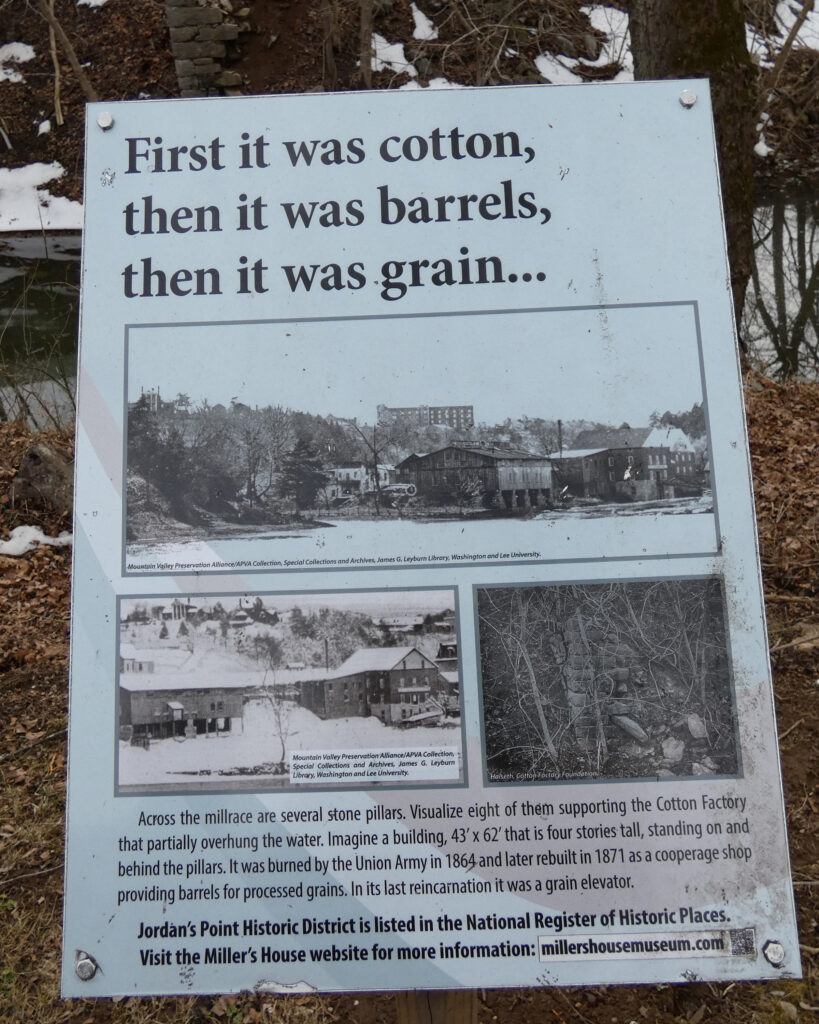 First it was cotton,
then it was barrels,
then it was grain...
Mountain Valley Preservation Alliance/APVA Collection, Special Collections and Archives, James G. Leyburn Library, Washington and Lee University.
Mountain Valley Preservation Alliance/APVA Collection,
Special Collections and Archives, James G. Leyburn
Library, Washington and Lee University.
Halseth, Cotton Factory Foundation.
Across the millrace are several stone pillars. Visualize eight of them supporting the Cotton Factory
that partially overhung the water. Imagine a building, 43' x 62' that is four stories tall, standing on and
behind the pillars. It was burned by the Union Army in 1864 and later rebuilt in 1871 as a cooperage shop
providing barrels for processed grains. In its last reincarnation it was a grain elevator.
Jordan's Point Historic District is listed in the National Register of Historic Places.
Visit the Miller's House website for more information: millershousemuseum.com